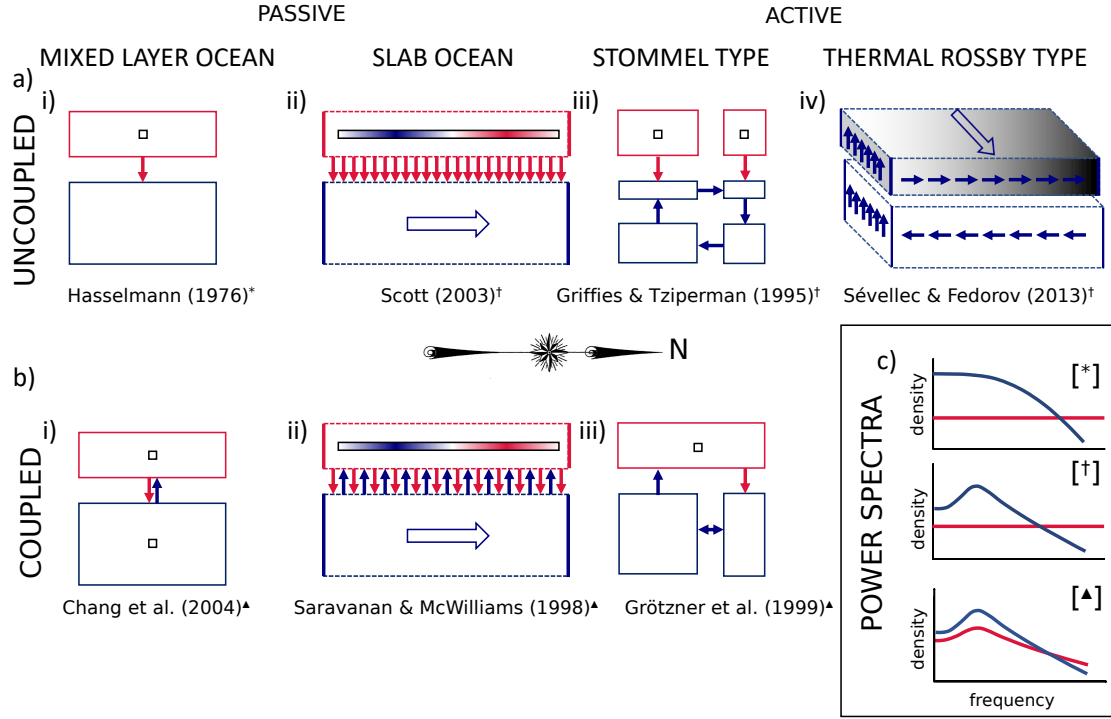 PASSIVE
ACTIVE
MIXED LAYER OCEAN
SLAB OCEAN
STOMMEL TYPE
THERMAL ROSSBY TYPE
a)
UNCOUPLED
i)
ii)
iii)
iv)
Hasselmann (1976)*
Scott (2003)†
Griffies & Tziperman (1995)†
Sévellec & Fedorov (2013)†
N
b)
COUPLED
i)
ii)
iii)
Chang et al. (2004)▲
Saravanan & McWilliams (1998)▲
Grötzner et al. (1999)▲
c)
POWER SPECTRA
[*]
density
[†]
density
[▲]
density
frequency